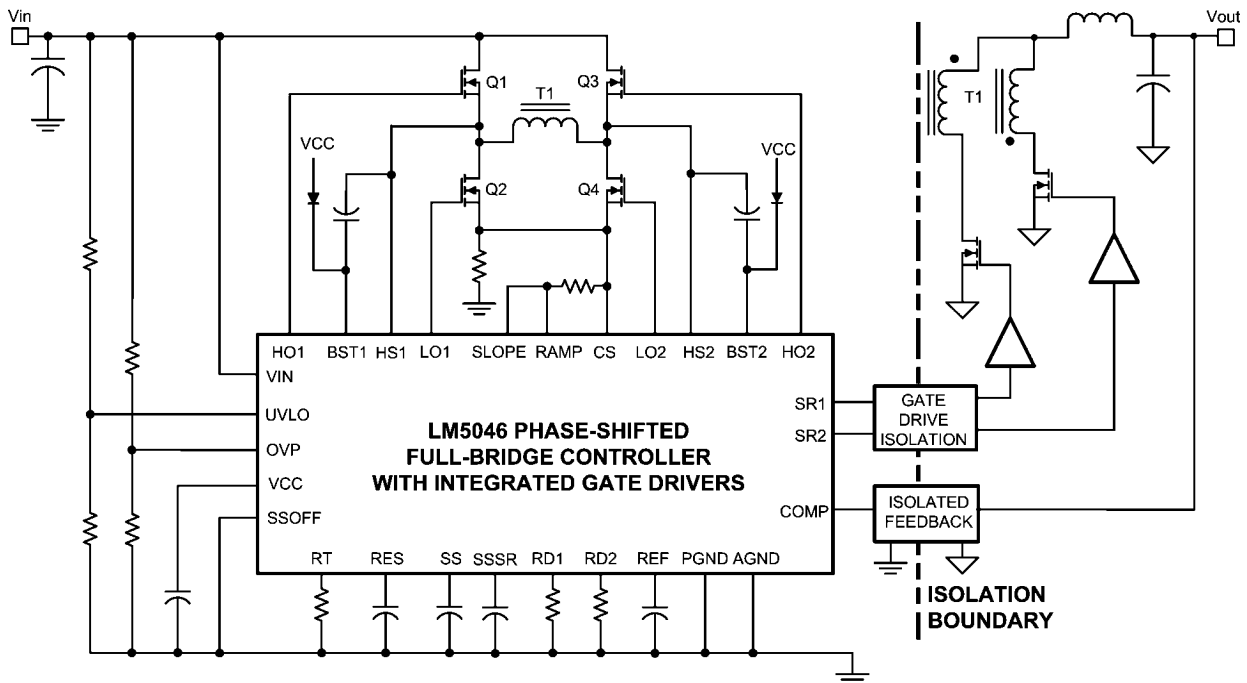 Vin
Vout
Q1
Q3
T1
T1
VCC
VCC
Q2
Q4
HO1
BST1
HS1
LO1
SLOPE
RAMP
CS
LO2
HS2
BST2
HO2
VIN
UVLO
OVP
VCC
SSOFF
LM5046 PHASE-SHIFTED
FULL-BRIDGE CONTROLLER
WITH INTEGRATED GATE DRIVERS
SR1
SR2
COMP
GATE
DRIVE
ISOLATION
ISOLATED
FEEDBACK
RT
RES
SS
SSSR
RD1
RD2
REF
PGND
AGND
ISOLATION
BOUNDARY